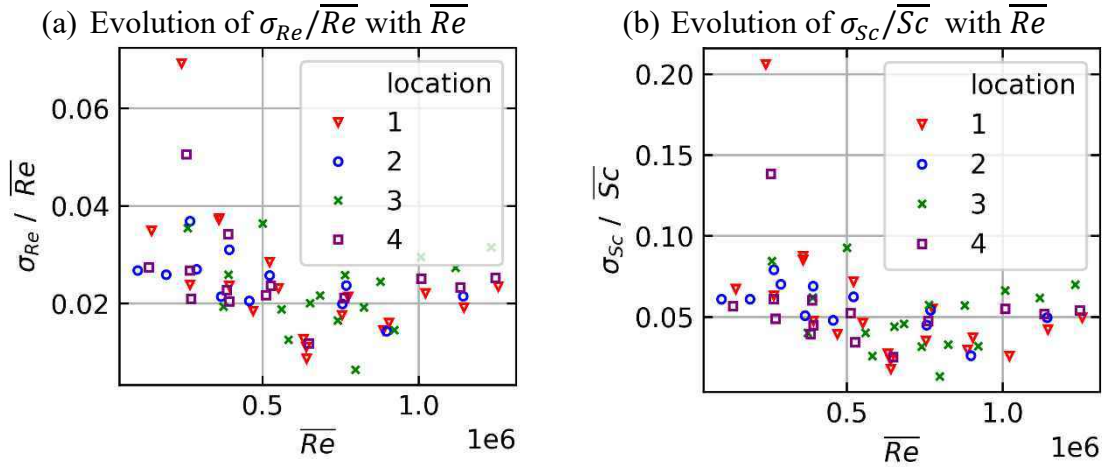 (a) Evolution of σ_Re/R̅e̅ with R̅e̅
0.06
0.04
0.02
σ_Re / R̅e̅
location
1
2
3
4
0.5
1.0
R̅e̅
1e6
(b) Evolution of σ_Sc/S̅c̅ with R̅e̅
0.20
0.15
0.10
0.05
0.00
σ_Sc / S̅c̅
location
1
2
3
4
0.5
1.0
R̅e̅
1e6